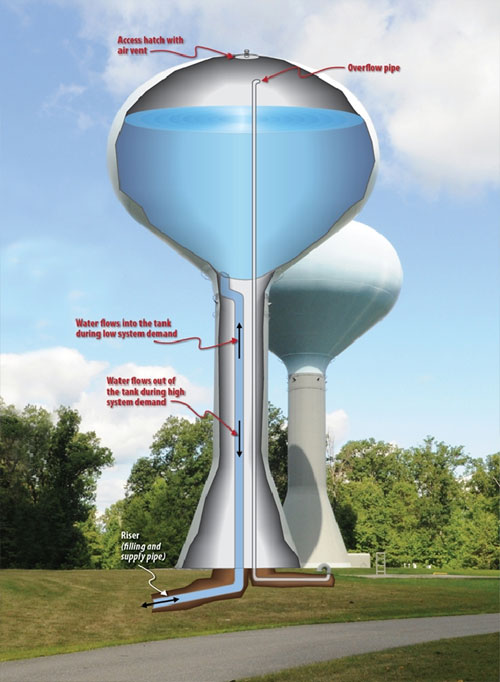 Access hatch with
air vent
Overflow pipe
Water flows into the tank
during low system demand
Water flows out of
the tank during high
system demand
Riser
(filling and
supply pipe)